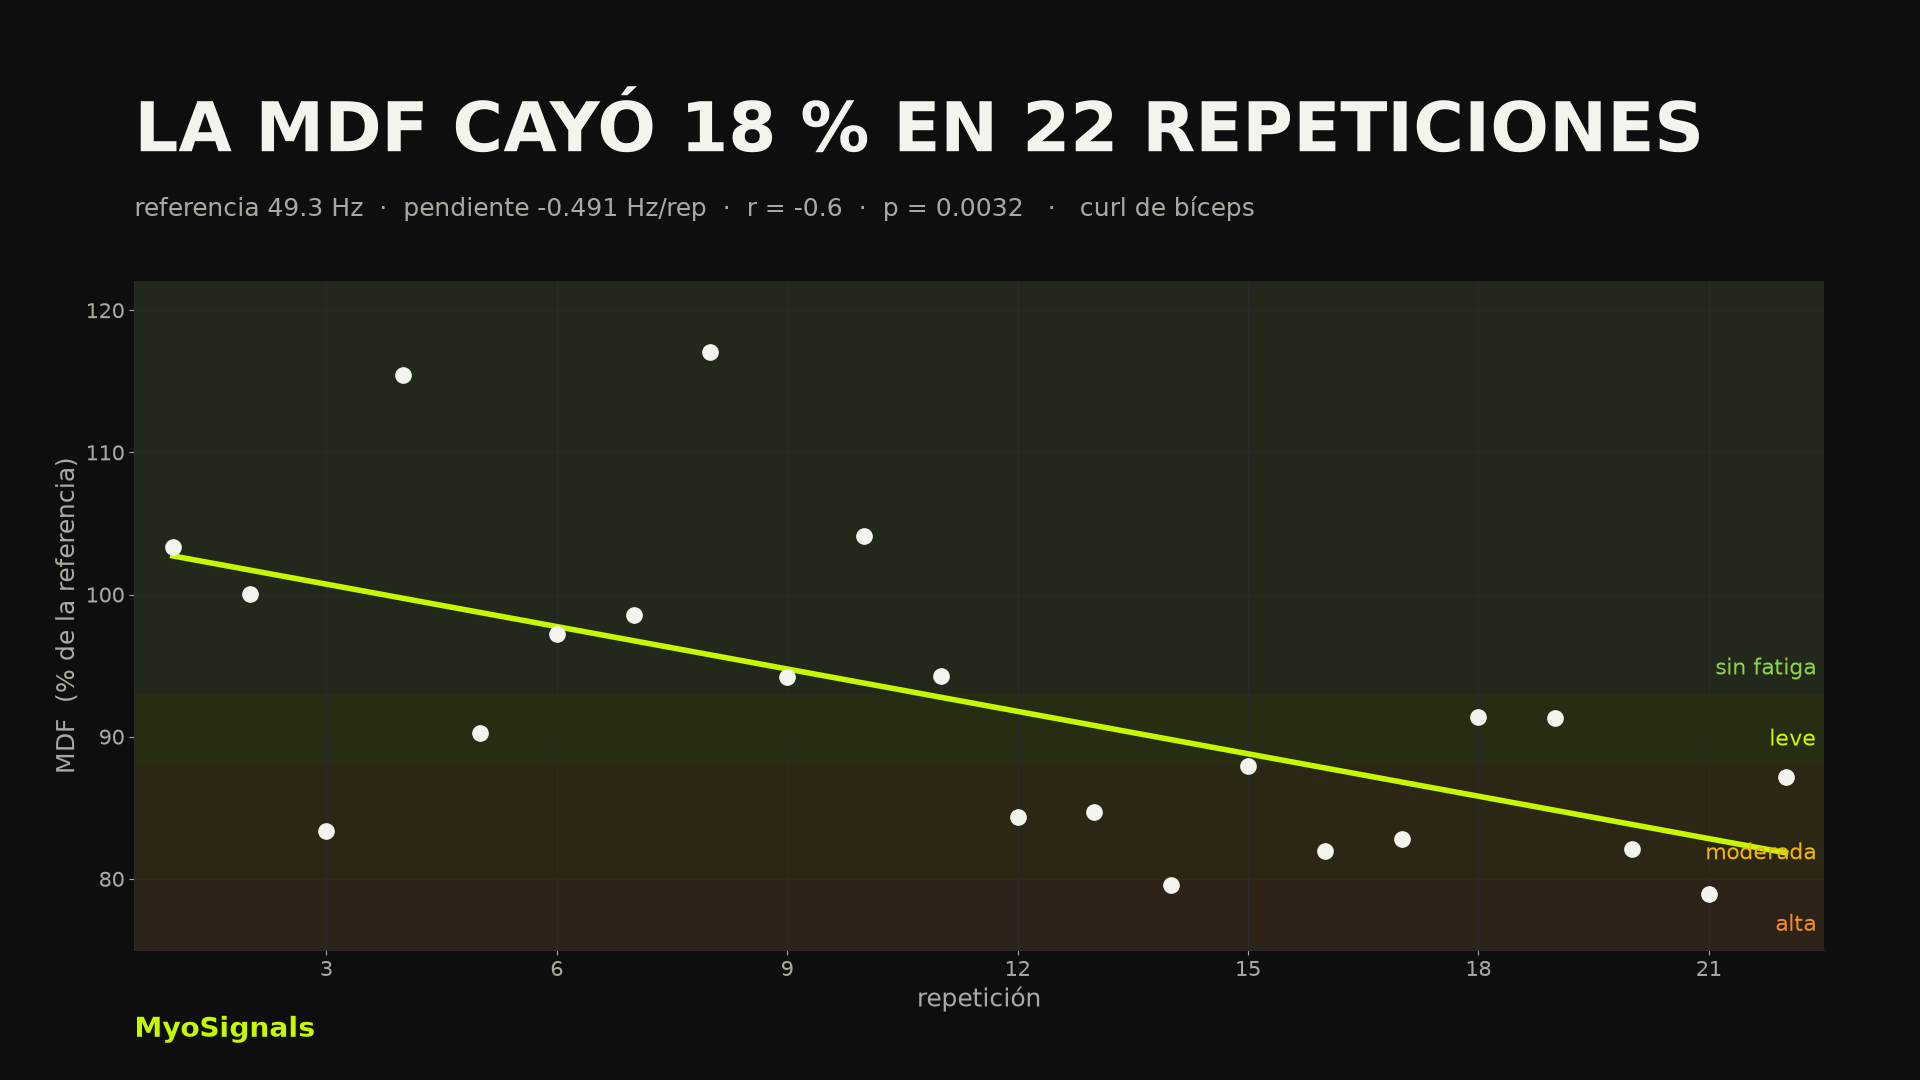 LA MDF CAYÓ 18 % EN 22 REPETICIONES
referencia 49.3 Hz · pendiente -0.491 Hz/rep · r = -0.6 · p = 0.0032 · curl de bíceps
MDF (% de la referencia)
120
110
100
90
80
sin fatiga
leve
moderada
alta
3 6 9 12 15 18 21
repetición
MyoSignals